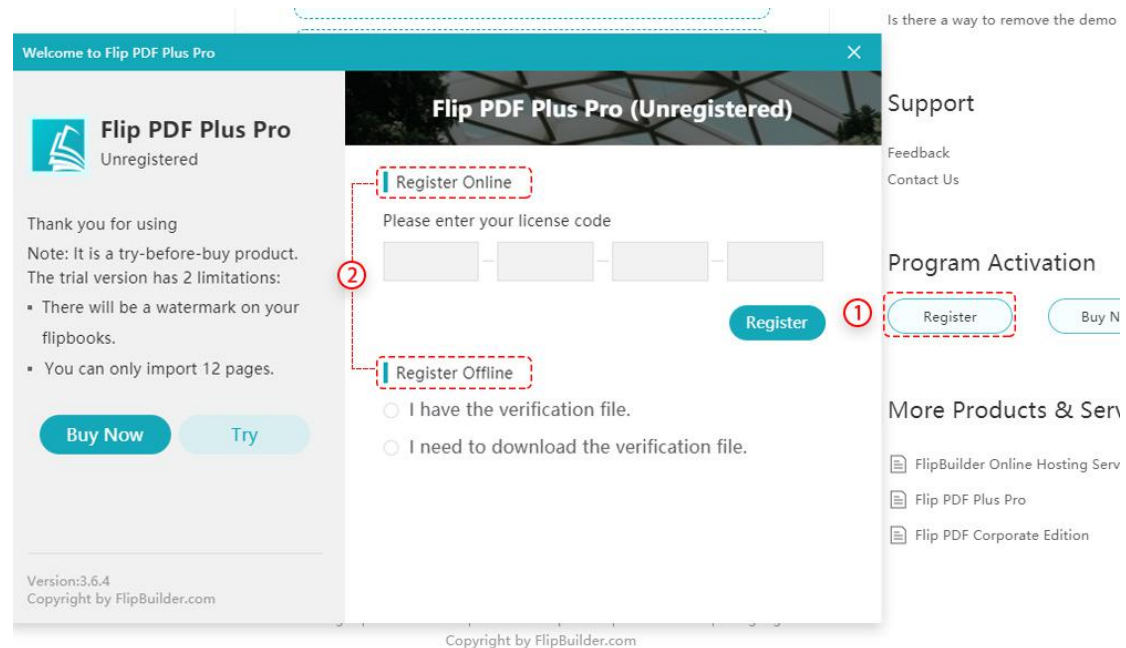 Is there a way to remove the demo
Welcome to Flip PDF Plus Pro
Flip PDF Plus Pro
Unregistered
Thank you for using
Note: It is a try-before-buy product.
The trial version has 2 limitations:
▪ There will be a watermark on your
flipbooks.
▪ You can only import 12 pages.
Buy Now
Try
Version:3.6.4
Copyright by FlipBuilder.com
Flip PDF Plus Pro (Unregistered)
Register Online
Please enter your license code
2
Register
Register Offline
I have the verification file.
I need to download the verification file.
Support
Feedback
Contact Us
Program Activation
1
Register
Buy N
More Products & Serv
FlipBuilder Online Hosting Serv
Flip PDF Plus Pro
Flip PDF Corporate Edition
Copyright by FlipBuilder.com